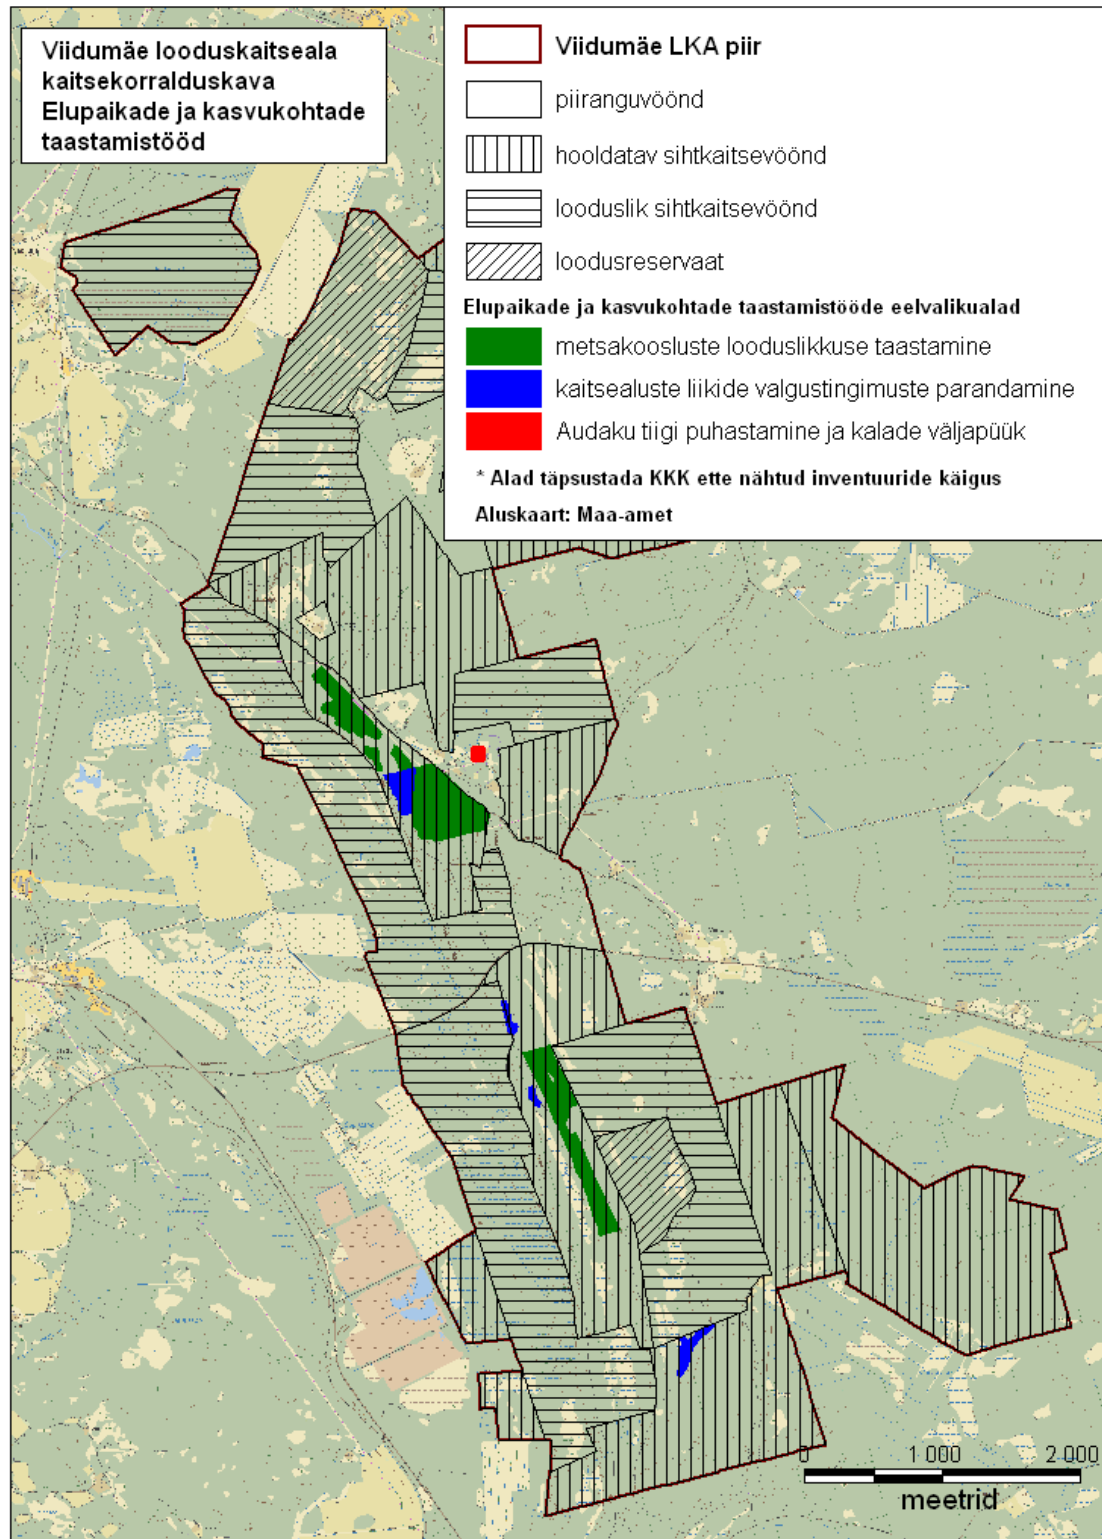 Viidumäe looduskaitseala
kaitsekorralduskava
Elupaikade ja kasvukohtade
taastamistööd
Viidumäe LKA piir
piiranguvöönd
hooldatav sihtkaitsevöönd
looduslik sihtkaitsevöönd
loodusreservaat
Elupaikade ja kasvukohtade taastamistööde eelvalikualad
metsakoosluste looduslikkuse taastamine
kaitsealuste liikide valgustingimuste parandamine
Audaku tiigi puhastamine ja kalade väljapüük
* Alad täpsustada KKK ette nähtud inventuuride käigus
Aluskaart: Maa-amet
0 1 000 2 000
meetrid